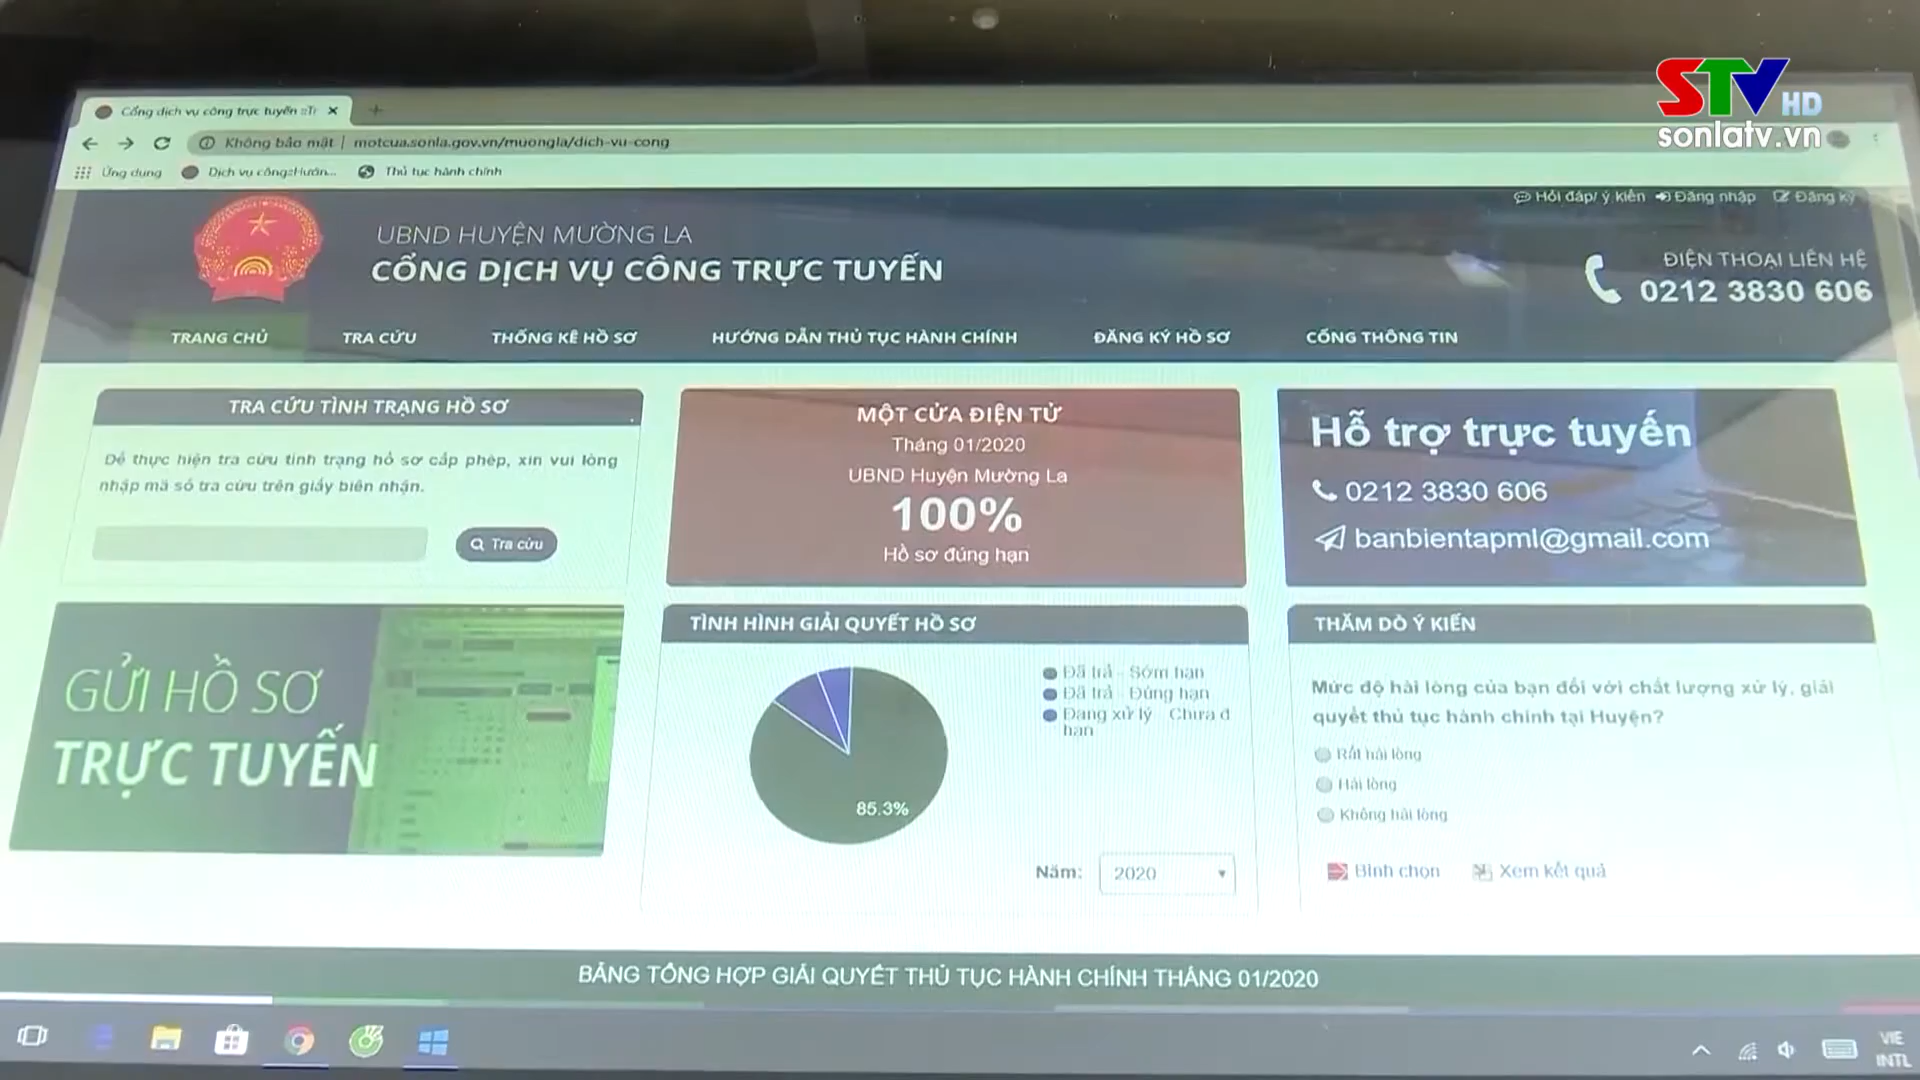 STV HD
sonlatv.vn
Cổng dịch vụ công trực tuyến
Không bảo mật | motcua.sonla.gov.vn/muongla/dich-vu-cong
Ứng dụng
Thủ tục hành chính
Hỏi đáp/ ý kiến
Đăng nhập
Đăng ký
UBND HUYỆN MƯỜNG LA
CỔNG DỊCH VỤ CÔNG TRỰC TUYẾN
ĐIỆN THOẠI LIÊN HỆ
0212 3830 606
TRANG CHỦ
TRA CỨU
THỐNG KÊ HỒ SƠ
HƯỚNG DẪN THỦ TỤC HÀNH CHÍNH
ĐĂNG KÝ HỒ SƠ
CỔNG THÔNG TIN
TRA CỨU TÌNH TRẠNG HỒ SƠ
Để thực hiện tra cứu tình trạng hồ sơ cấp phép, xin vui lòng
nhập mã số tra cứu trên giấy biên nhận.
Tra cứu
MỘT CỬA ĐIỆN TỬ
Tháng 01/2020
UBND Huyện Mường La
100%
Hồ sơ đúng hạn
Hỗ trợ trực tuyến
0212 3830 606
banbientapml@gmail.com
GỬI HỒ SƠ
TRỰC TUYẾN
TÌNH HÌNH GIẢI QUYẾT HỒ SƠ
Đã trả - Sớm hạn
Đã trả - Đúng hạn
Đang xử lý - Chưa đ
hạn
85.3%
Năm:
2020
THĂM DÒ Ý KIẾN
Mức độ hài lòng của bạn đối với chất lượng xử lý, giải
quyết thủ tục hành chính tại Huyện?
Rất hài lòng
Hài lòng
Không hài lòng
Bình chọn
Xem kết quả
BẢNG TỔNG HỢP GIẢI QUYẾT THỦ TỤC HÀNH CHÍNH THÁNG 01/2020
VIE
INTL